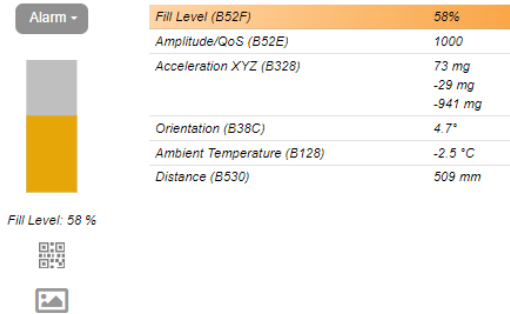 Alarm
Fill Level (B52F) 58%
Amplitude/QoS (B52E) 1000
Acceleration XYZ (B328) 73 mg
-29 mg
-941 mg
Orientation (B38C) 4.7°
Ambient Temperature (B128) -2.5 °C
Distance (B530) 509 mm
Fill Level: 58 %